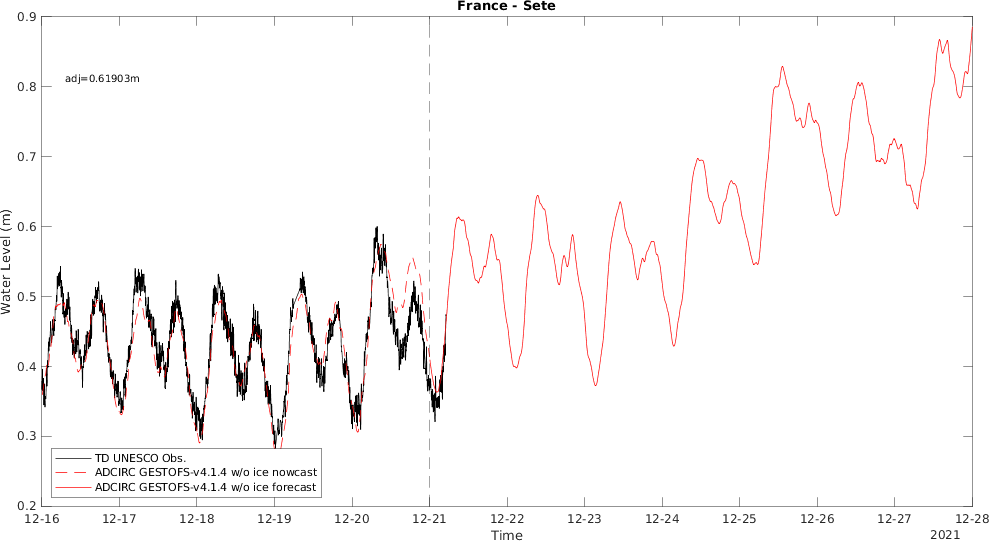 France - Sete
adj=0.61903m
0.9
0.8
0.7
0.6
0.5
0.4
0.3
0.2
Water Level (m)
TD UNESCO Obs.
ADCIRC GESTOFS-v4.1.4 w/o ice nowcast
ADCIRC GESTOFS-v4.1.4 w/o ice forecast
12-16 12-17 12-18 12-19 12-20 12-21 12-22 12-23 12-24 12-25 12-26 12-27 12-28
Time
2021